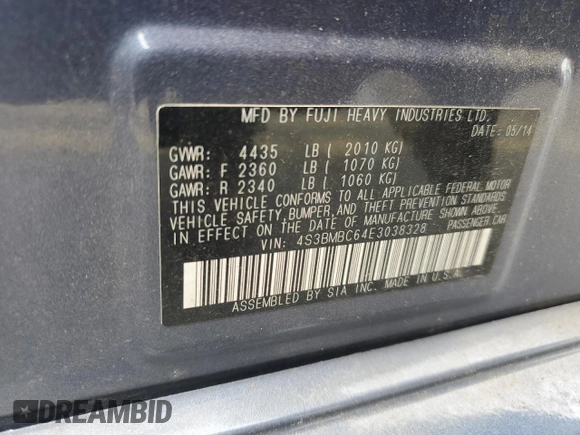 MFD BY FUJI HEAVY INDUSTRIES LTD.
DATE: 05/14
GVWR: 4435 LB ( 2010 KG)
GAWR: F 2360 LB ( 1070 KG)
GAWR: R 2340 LB ( 1060 KG)
THIS VEHICLE CONFORMS TO ALL APPLICABLE FEDERAL MOTOR
VEHICLE SAFETY, BUMPER, AND THEFT PREVENTION STANDARDS
IN EFFECT ON THE DATE OF MANUFACTURE SHOWN ABOVE.
VIN: 4S3BMBC64E3038328 PASSENGER CAR
ASSEMBLED BY SIA INC. MADE IN U.S.A.
DREAMBID